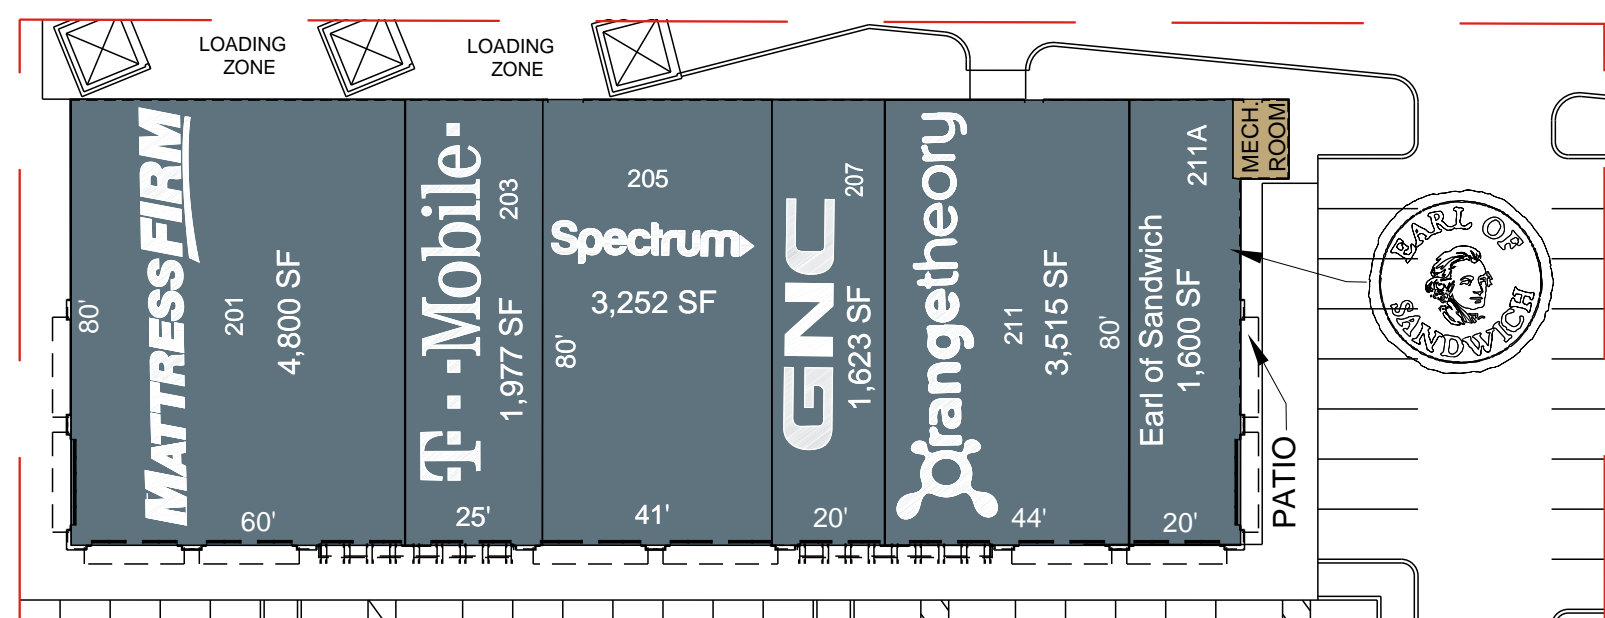 LOADING
ZONE
LOADING
ZONE
MATTRESSFIRM
80'
201
4,800 SF
60'
T··Mobile·
203
1,977 SF
25'
205
Spectrum
3,252 SF
80'
41'
GNC
207
1,623 SF
20'
Orangetheory
211
3,515 SF
80'
44'
211A
Earl of Sandwich
1,600 SF
20'
MECH.
ROOM
PATIO
EARL OF
SANDWICH